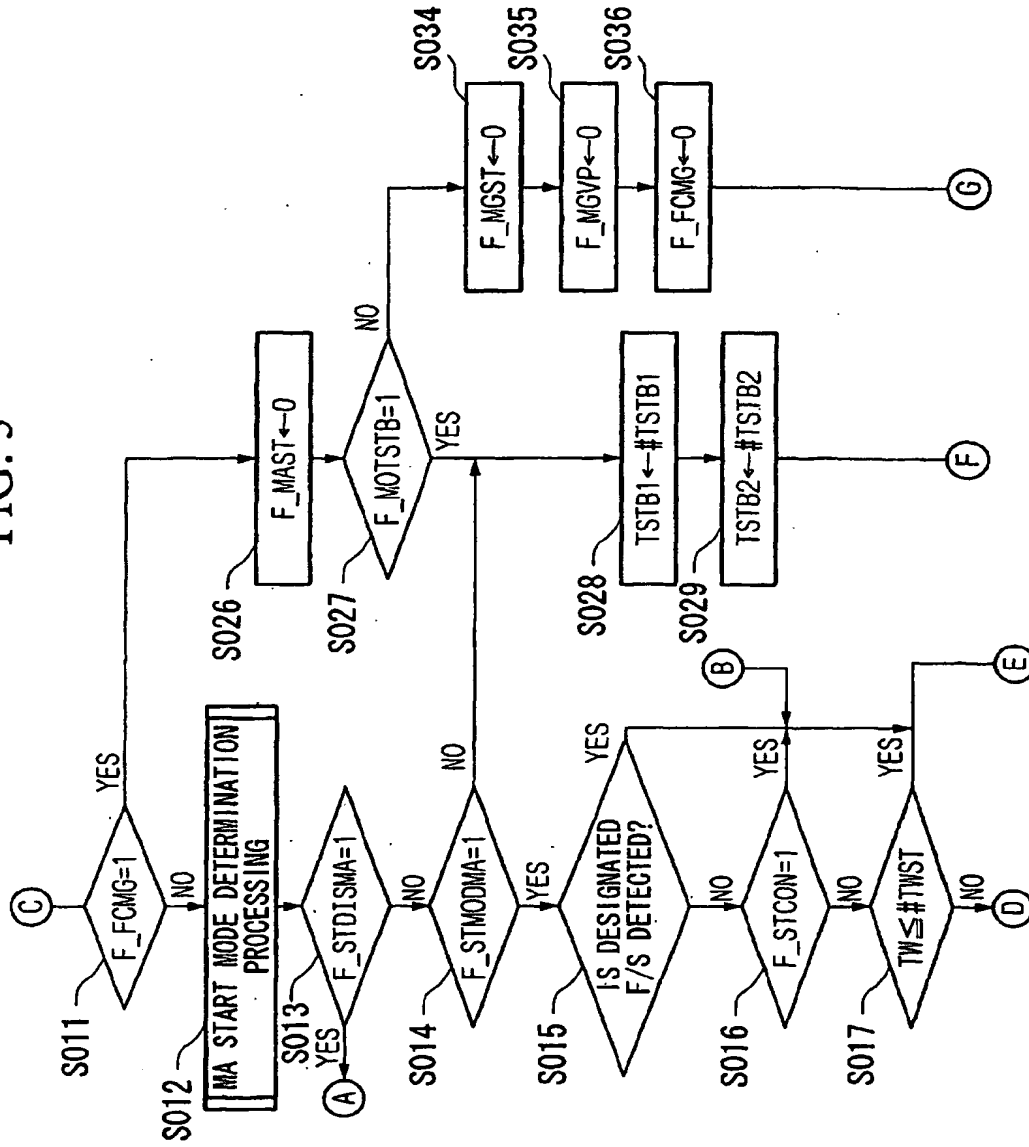 FIG. 5
C
S011
F_FCMG=1
YES
NO
S012
MA START MODE DETERMINATION
PROCESSING
S013
F_STDISMA=1
YES
A
NO
S014
F_STMODMA=1
NO
YES
S015
IS DESIGNATED
F/S DETECTED?
YES
NO
B
S016
F_STCON=1
YES
NO
S017
TW≦#TWST
YES
NO
D
E
S026
F_MAST←0
S027
F_MOTSTB=1
NO
YES
S028
TSTB1←#TSTB1
S029
TSTB2←#TSTB2
F
S034
F_MGST←0
S035
F_MGVP←0
S036
F_FCMG←0
G